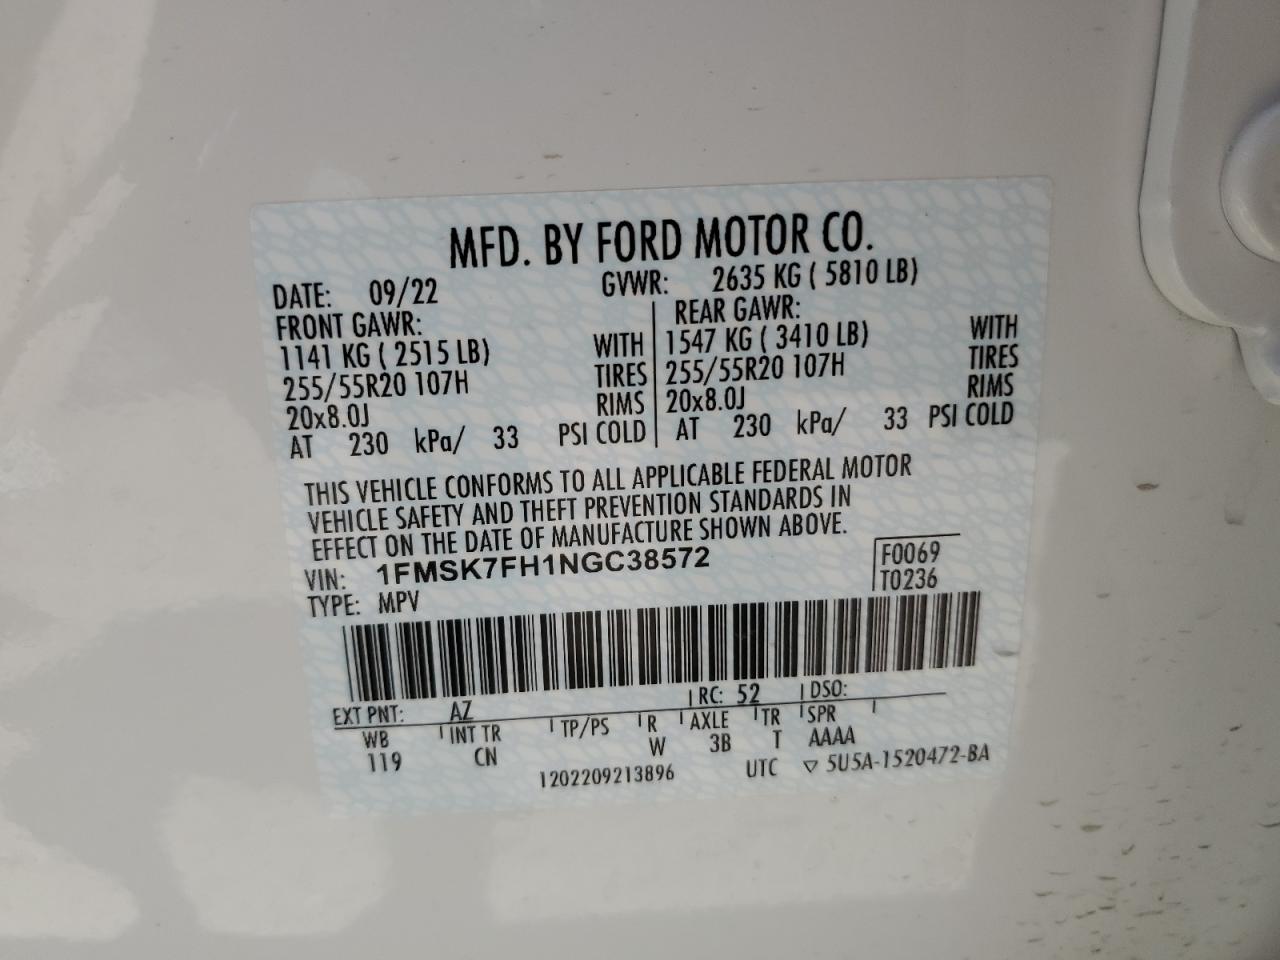 MFD. BY FORD MOTOR CO.
DATE: 09/22 GVWR: 2635 KG ( 5810 LB)
FRONT GAWR: REAR GAWR:
1141 KG ( 2515 LB) WITH 1547 KG ( 3410 LB) WITH
255/55R20 107H TIRES 255/55R20 107H TIRES
20x8.0J RIMS 20x8.0J RIMS
AT 230 kPa/ 33 PSI COLD AT 230 kPa/ 33 PSI COLD
THIS VEHICLE CONFORMS TO ALL APPLICABLE FEDERAL MOTOR
VEHICLE SAFETY AND THEFT PREVENTION STANDARDS IN
EFFECT ON THE DATE OF MANUFACTURE SHOWN ABOVE.
VIN: 1FMSK7FH1NGC38572 F0069
TYPE: MPV T0236
EXT PNT: AZ RC: 52 DSO:
WB INT TR TP/PS R AXLE TR SPR
119 CN W 3B T AAAA
1202209213896 UTC ▽ 5U5A-1520472-BA